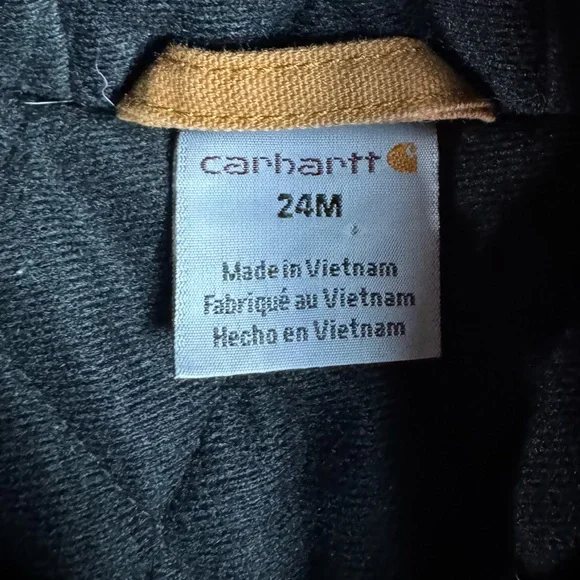 carhartt
24M
Made in Vietnam
Fabriqué au Vietnam
Hecho en Vietnam